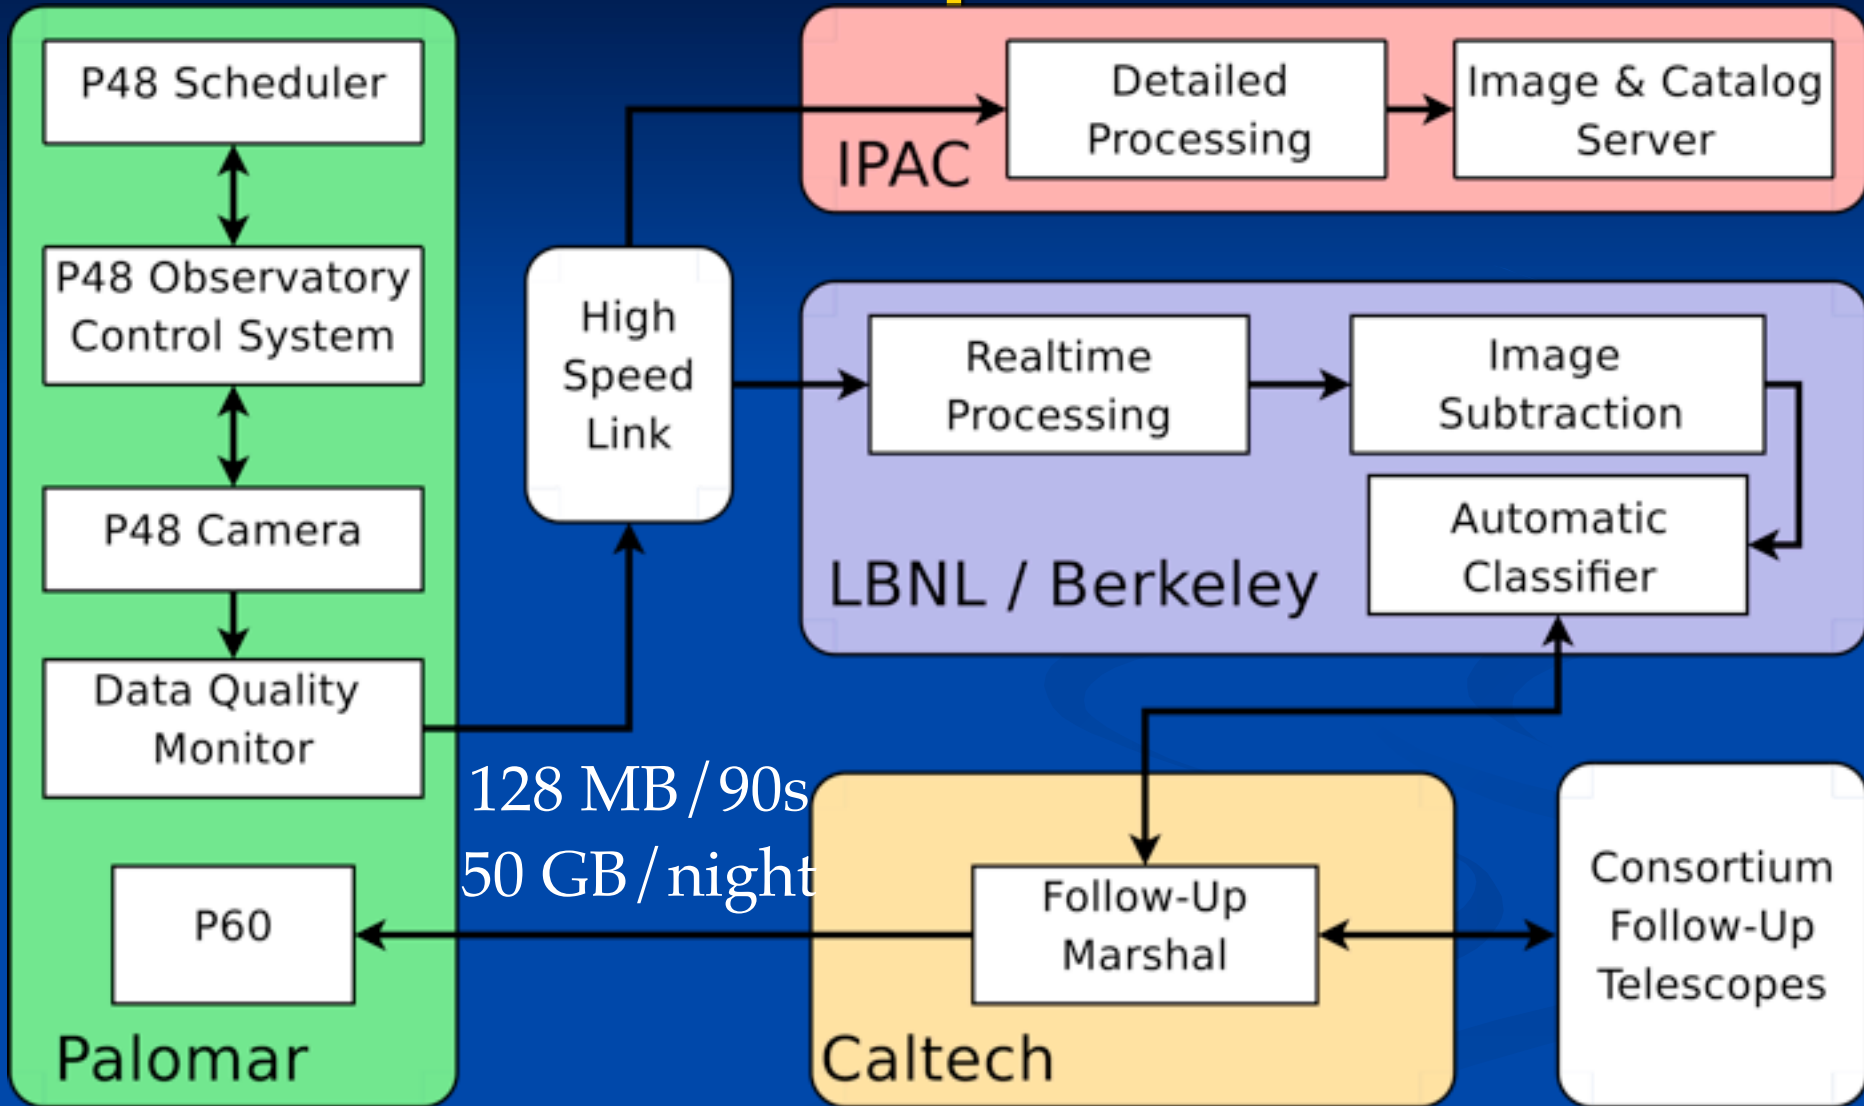 P48 Scheduler
P48 Observatory
Control System
P48 Camera
Data Quality
Monitor
P60
Palomar
High
Speed
Link
128 MB/90s
50 GB/night
Detailed
Processing
Image & Catalog
Server
IPAC
Realtime
Processing
Image
Subtraction
Automatic
Classifier
LBNL / Berkeley
Follow-Up
Marshal
Caltech
Consortium
Follow-Up
Telescopes